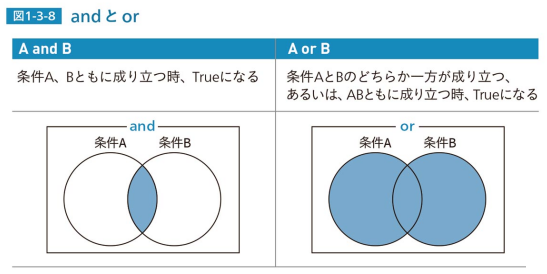 図1-3-8 andとor
A and B
条件A、Bともに成り立つ時、Trueになる
and
条件A 条件B
A or B
条件AとBのどちらか一方が成り立つ、
あるいは、ABともに成り立つ時、Trueになる
or
条件A 条件B